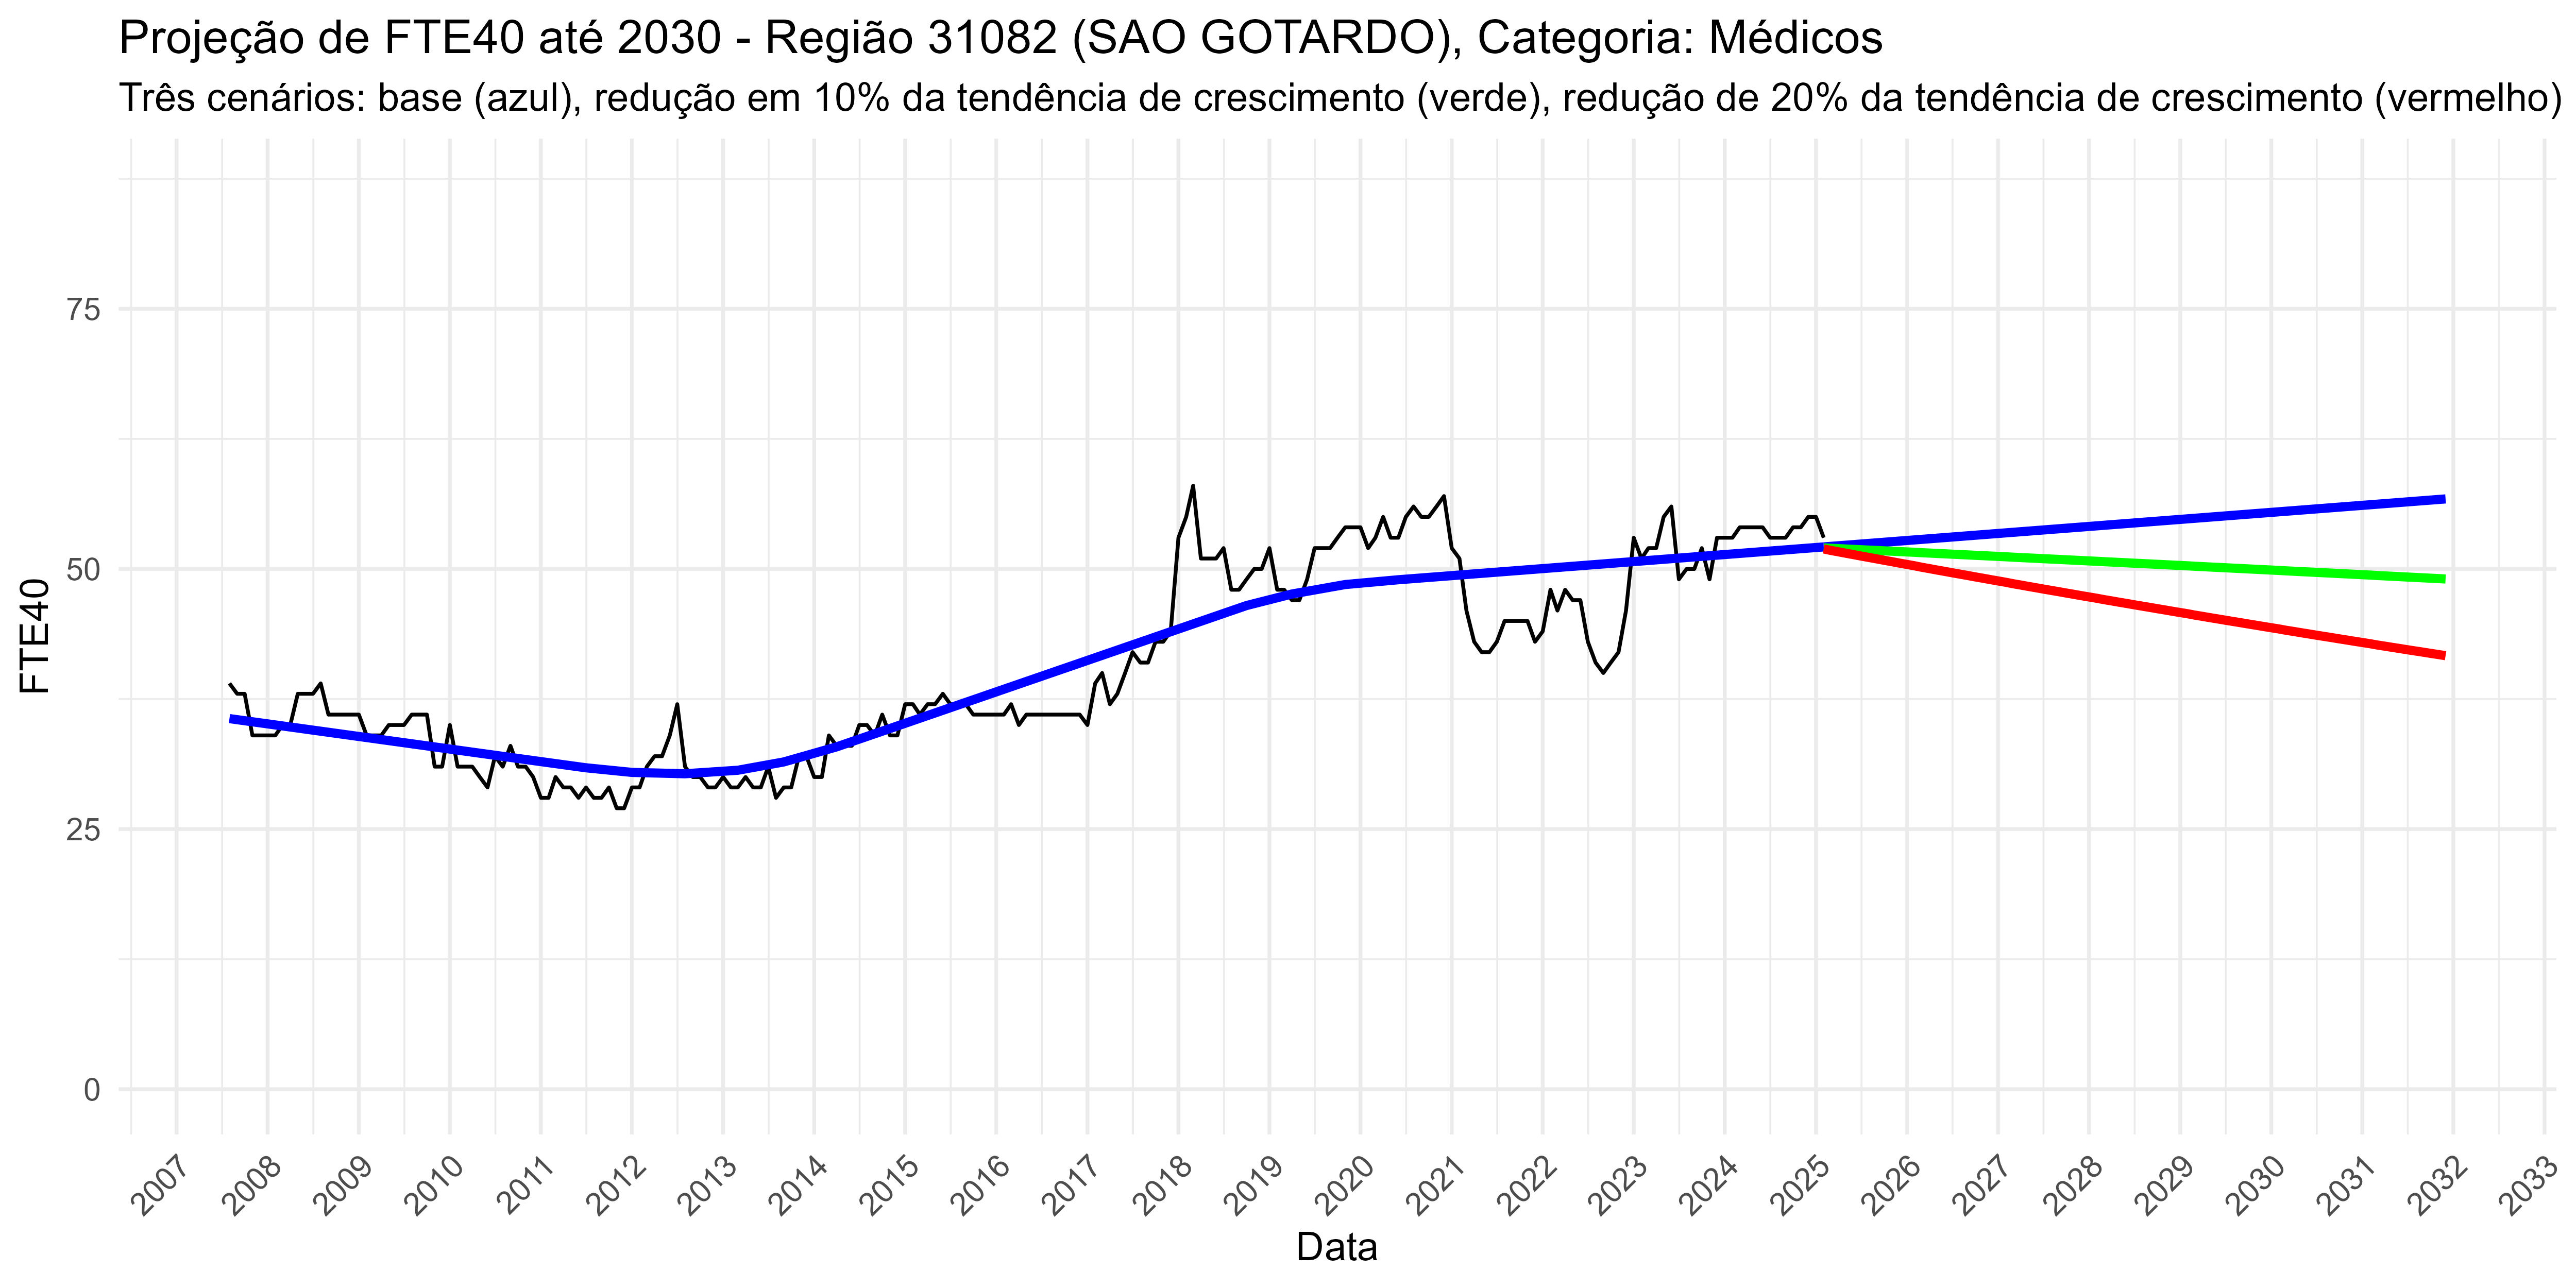 Projeção de FTE40 até 2030 - Região 31082 (SAO GOTARDO), Categoria: Médicos
Três cenários: base (azul), redução em 10% da tendência de crescimento (verde), redução de 20% da tendência de crescimento (vermelho)
75
50
25
0
FTE40
2007 2008 2009 2010 2011 2012 2013 2014 2015 2016 2017 2018 2019 2020 2021 2022 2023 2024 2025 2026 2027 2028 2029 2030 2031 2032 2033
Data